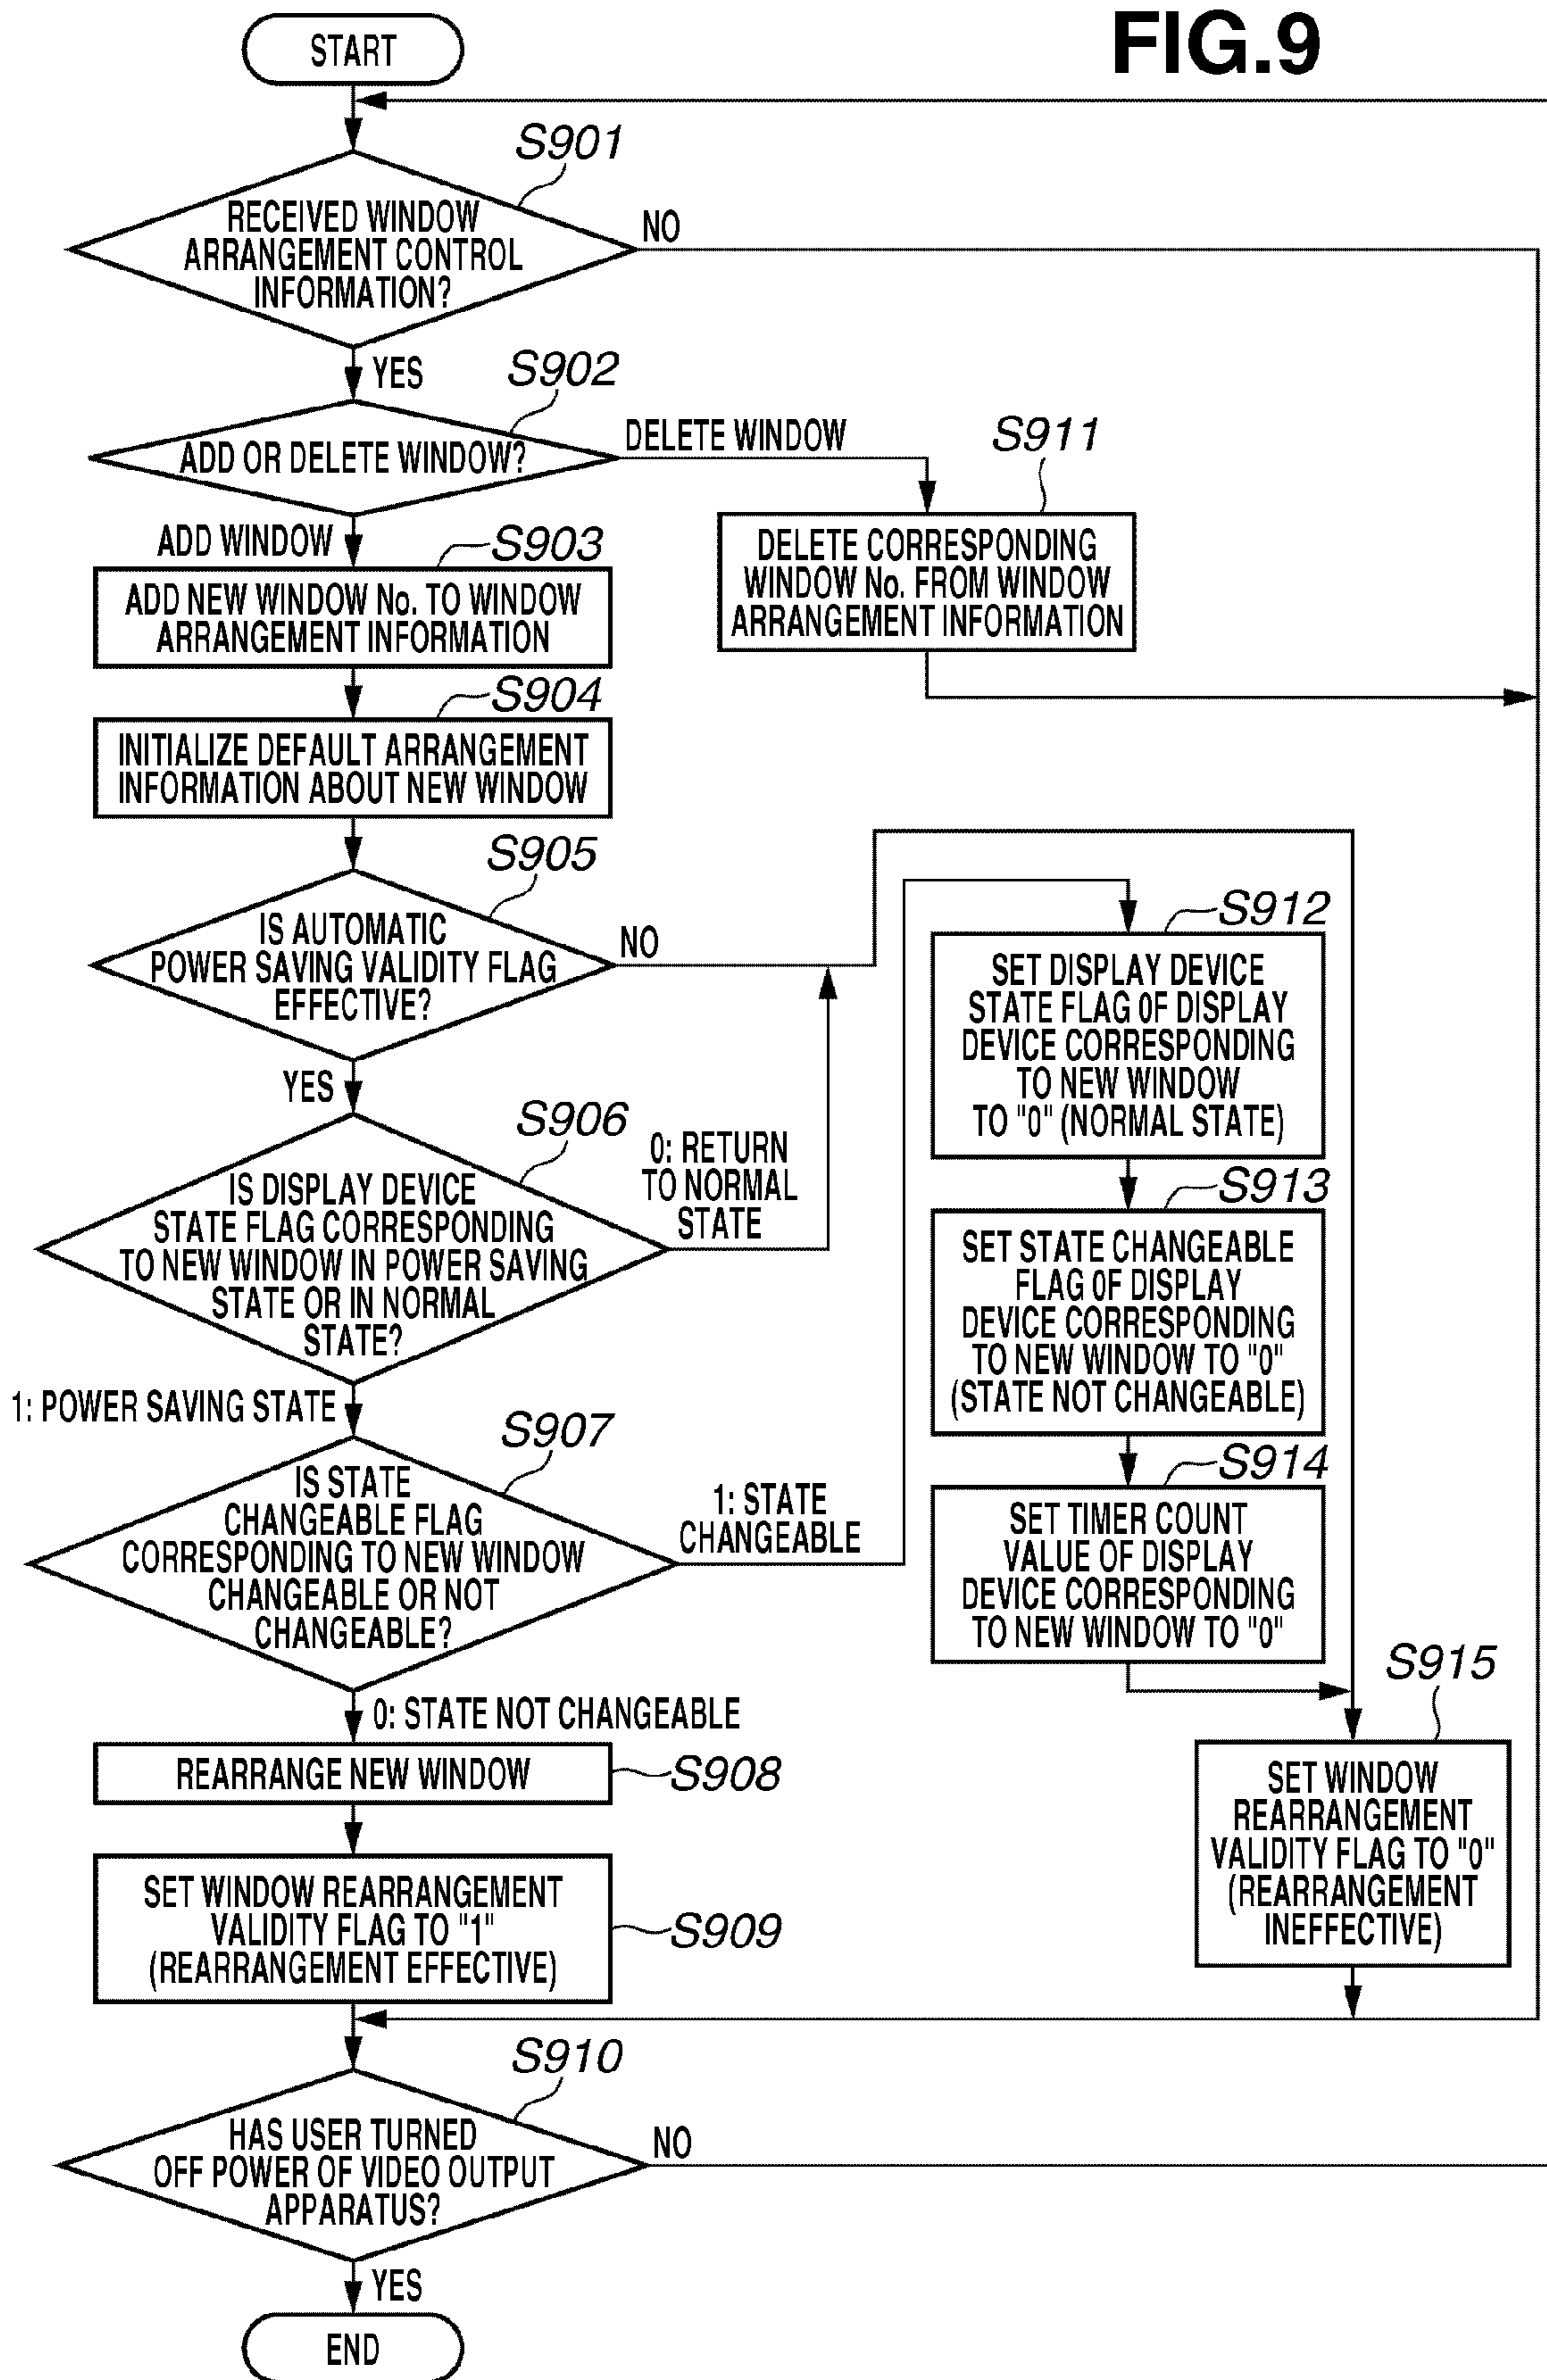 FIG.9
START
S901
RECEIVED WINDOW
ARRANGEMENT CONTROL
INFORMATION?
NO
YES
S902
ADD OR DELETE WINDOW?
DELETE WINDOW
S911
DELETE CORRESPONDING
WINDOW No. FROM WINDOW
ARRANGEMENT INFORMATION
ADD WINDOW
S903
ADD NEW WINDOW No. TO WINDOW
ARRANGEMENT INFORMATION
S904
INITIALIZE DEFAULT ARRANGEMENT
INFORMATION ABOUT NEW WINDOW
S905
IS AUTOMATIC
POWER SAVING VALIDITY FLAG
EFFECTIVE?
NO
YES
S906
IS DISPLAY DEVICE
STATE FLAG CORRESPONDING
TO NEW WINDOW IN POWER SAVING
STATE OR IN NORMAL
STATE?
0: RETURN
TO NORMAL
STATE
1: POWER SAVING STATE
S907
IS STATE
CHANGEABLE FLAG
CORRESPONDING TO NEW WINDOW
CHANGEABLE OR NOT
CHANGEABLE?
1: STATE
CHANGEABLE
S912
SET DISPLAY DEVICE
STATE FLAG OF DISPLAY
DEVICE CORRESPONDING
TO NEW WINDOW
TO "0" (NORMAL STATE)
S913
SET STATE CHANGEABLE
FLAG OF DISPLAY
DEVICE CORRESPONDING
TO NEW WINDOW TO "0"
(STATE NOT CHANGEABLE)
S914
SET TIMER COUNT
VALUE OF DISPLAY
DEVICE CORRESPONDING
TO NEW WINDOW TO "0"
S915
SET WINDOW
REARRANGEMENT
VALIDITY FLAG TO "0"
(REARRANGEMENT
INEFFECTIVE)
0: STATE NOT CHANGEABLE
REARRANGE NEW WINDOW
S908
SET WINDOW REARRANGEMENT
VALIDITY FLAG TO "1"
(REARRANGEMENT EFFECTIVE)
S909
S910
HAS USER TURNED
OFF POWER OF VIDEO OUTPUT
APPARATUS?
NO
YES
END